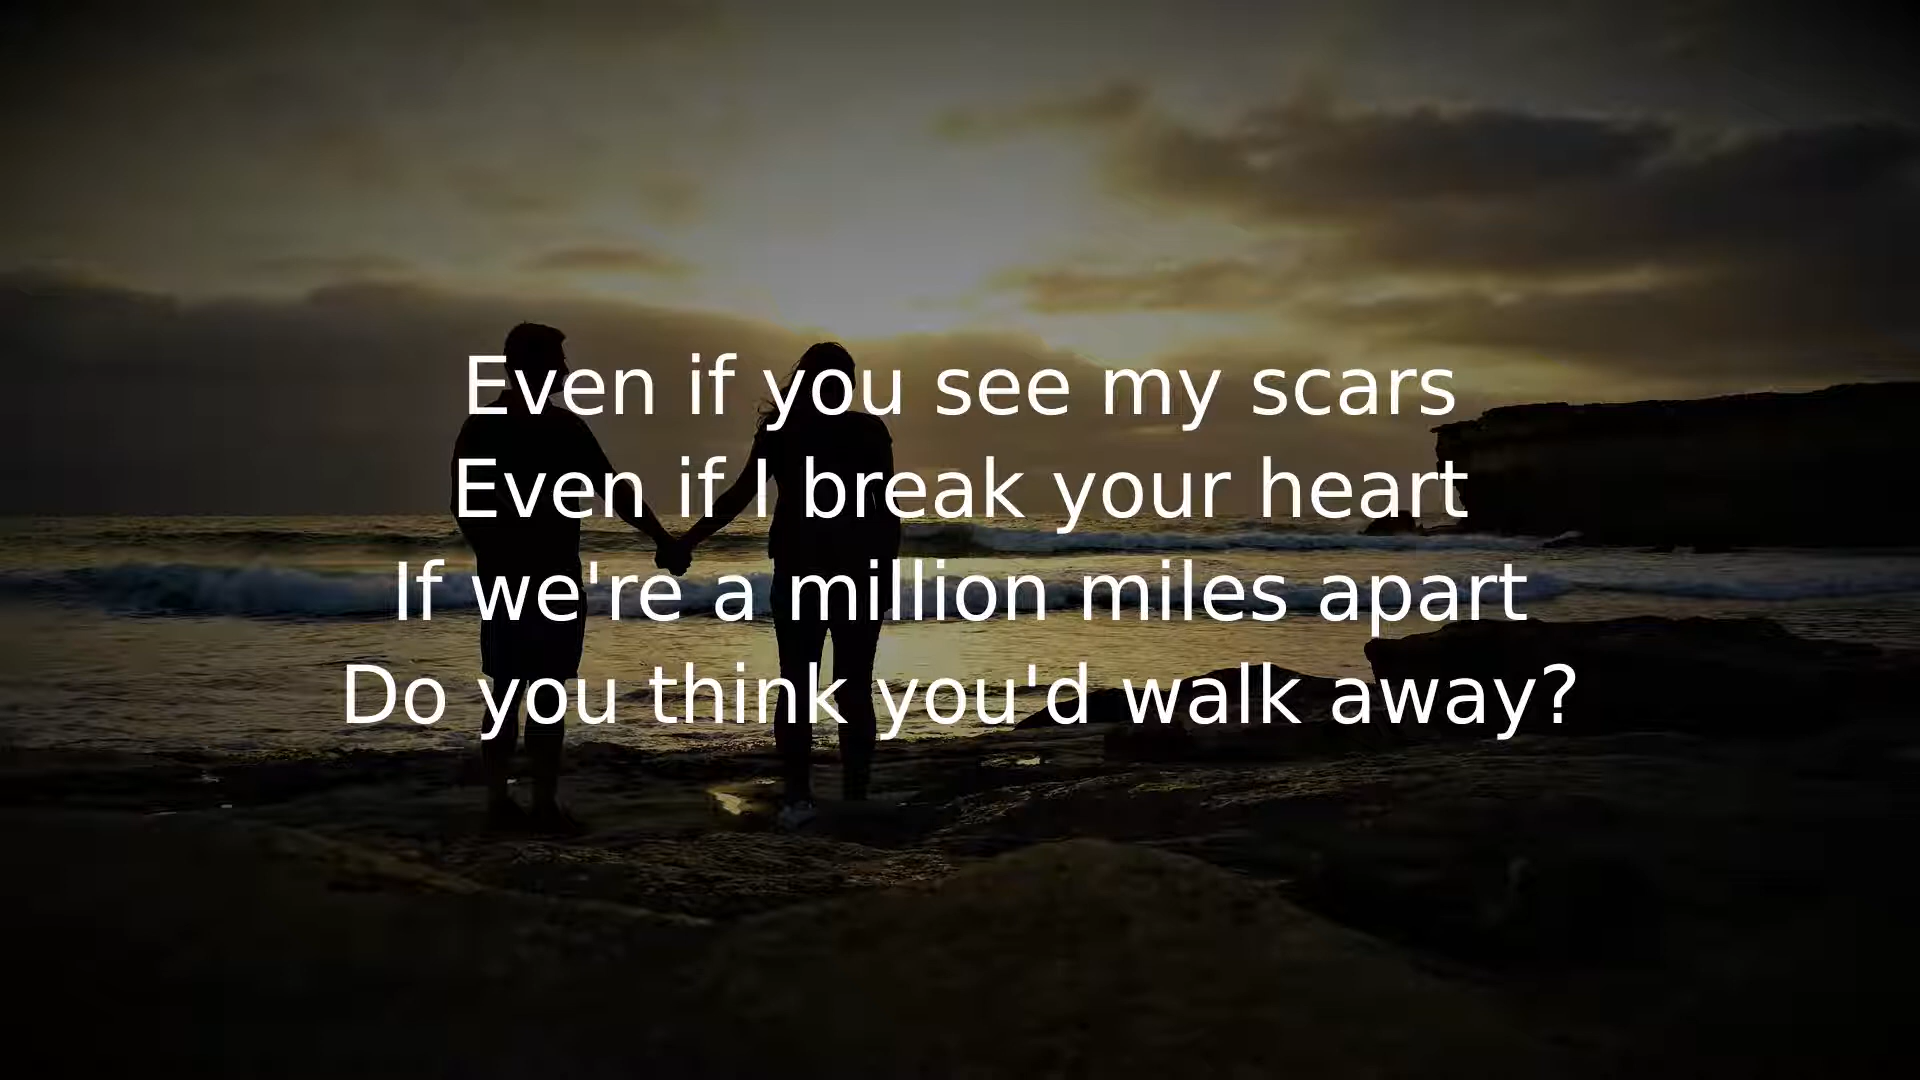 Even if you see my scars
Even if I break your heart
If we're a million miles apart
Do you think you'd walk away?